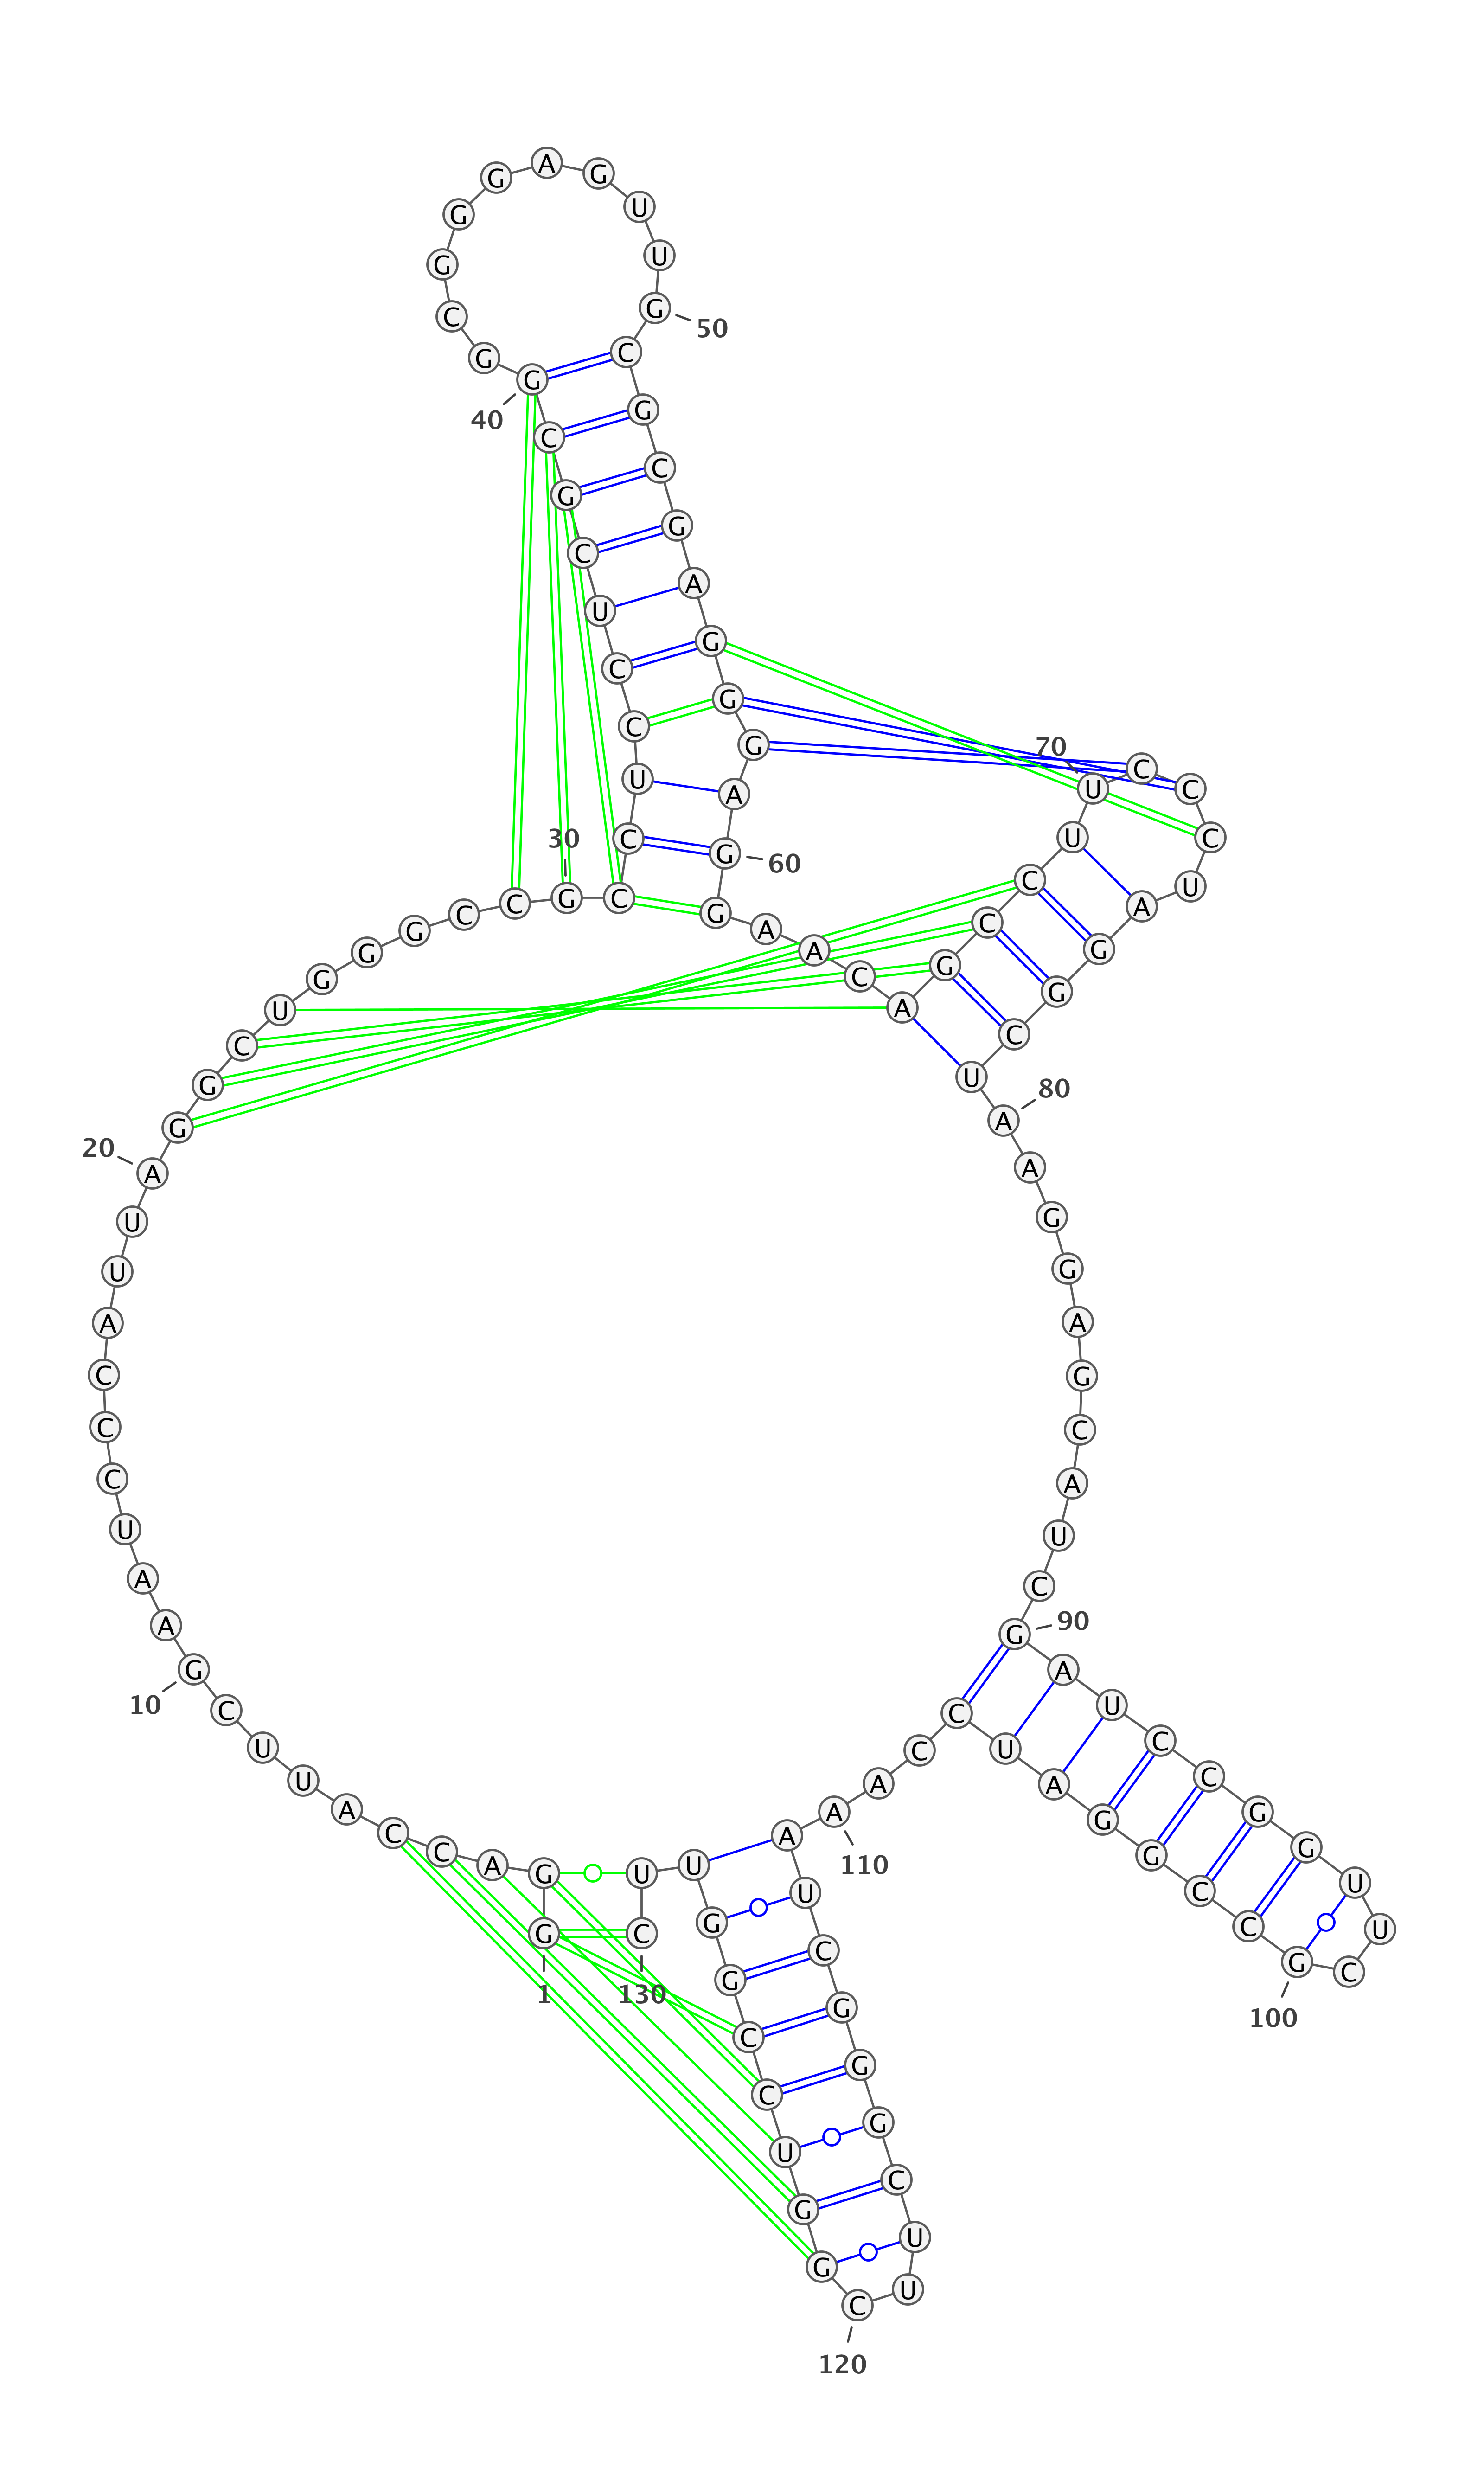 G G A C C A U U C G
1
10
A A U C C C A U U A
20
G G C U G G G C C G
30
C C U C C U C G C G
40
G C G G G A G U U G
50
C G C G A G G G A G
60
G A A C A G C C U U
70
C C C U A G G C U A
80
A G G A G C A U C G
90
A U C C G G U U C G
100
C C G G A U C C A A
110
A U C G G G C U U C
120
G G U C C G G U U C
130